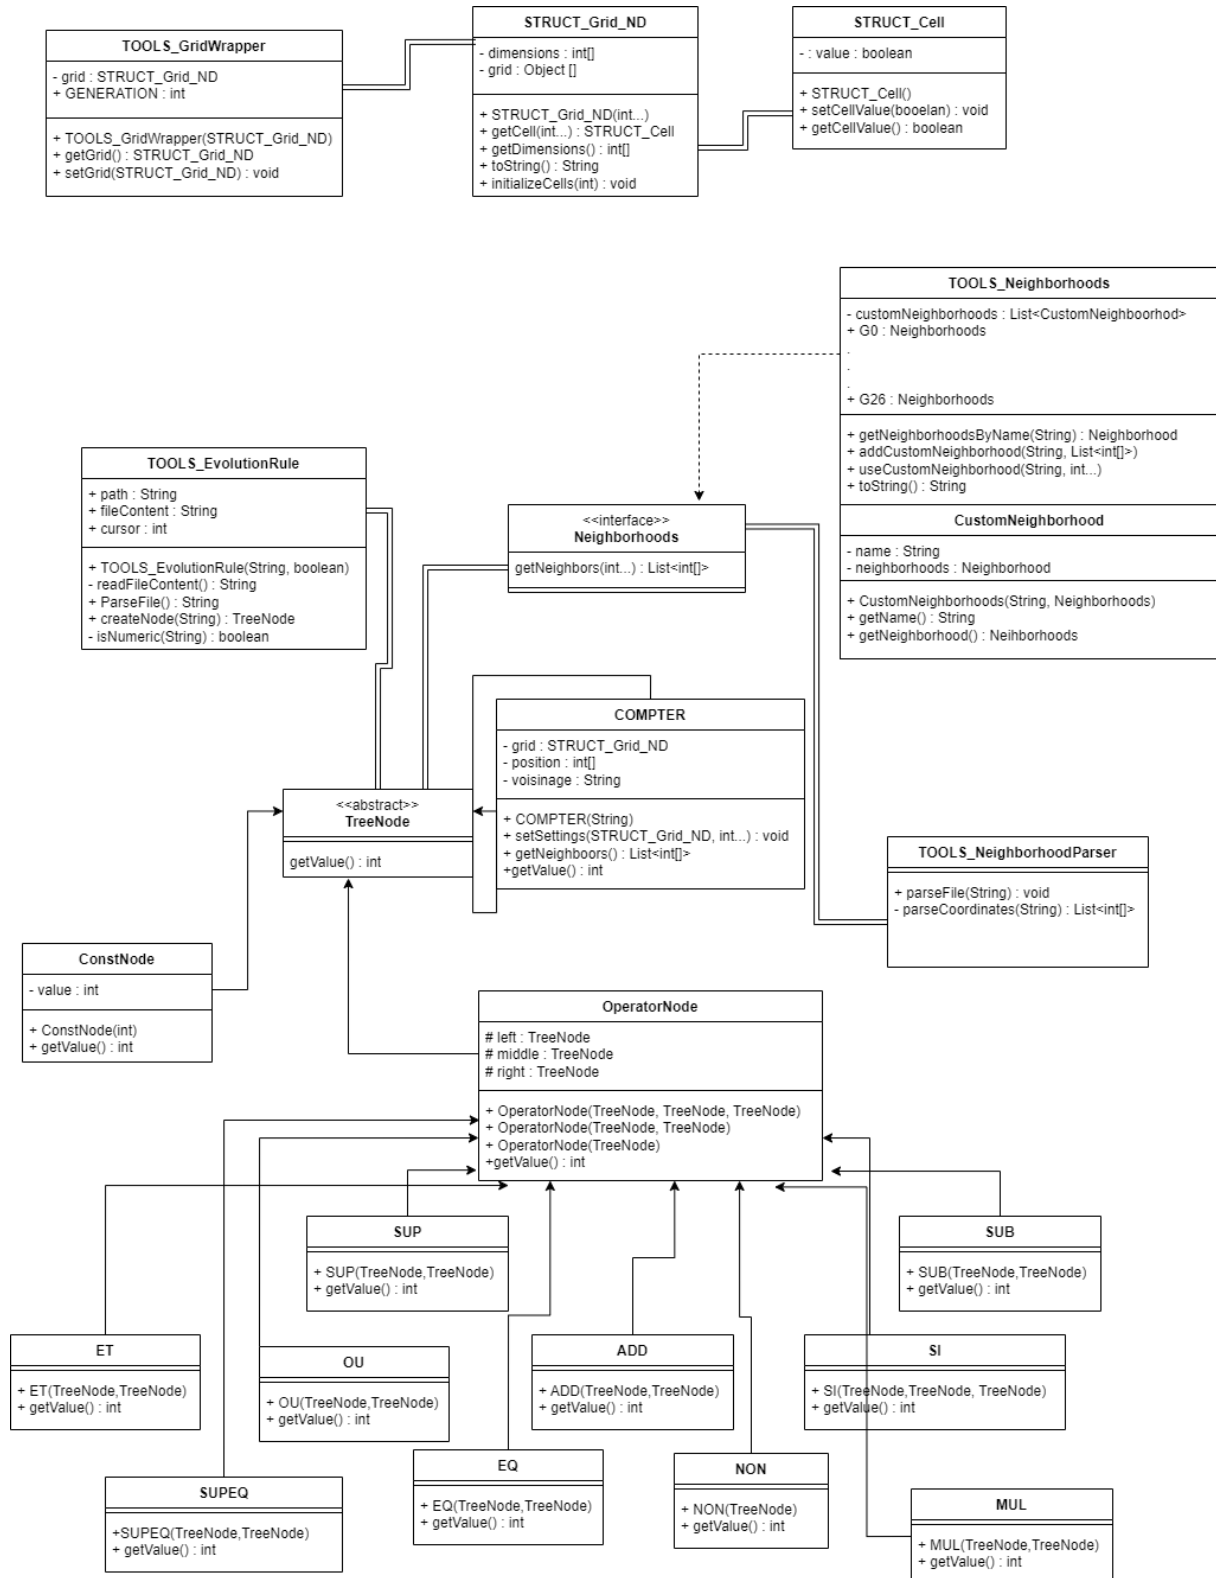 TOOLS_GridWrapper
- grid : STRUCT_Grid_ND
+ GENERATION : int
+ TOOLS_GridWrapper(STRUCT_Grid_ND)
+ getGrid() : STRUCT_Grid_ND
+ setGrid(STRUCT_Grid_ND) : void
STRUCT_Grid_ND
- dimensions : int[]
- grid : Object []
+ STRUCT_Grid_ND(int...)
+ getCell(int...) : STRUCT_Cell
+ getDimensions() : int[]
+ toString() : String
+ initializeCells(int) : void
STRUCT_Cell
- : value : boolean
+ STRUCT_Cell()
+ setCellValue(booelan) : void
+ getCellValue() : boolean
TOOLS_Neighborhoods
- customNeighborhoods : List<CustomNeighboorhod>
+ G0 : Neighborhoods
.
.
.
+ G26 : Neighborhoods
+ getNeighborhoodsByName(String) : Neighborhood
+ addCustomNeighborhood(String, List<int[]>)
+ useCustomNeighborhood(String, int...)
+ toString() : String
CustomNeighborhood
- name : String
- neighborhoods : Neighborhood
+ CustomNeighborhoods(String, Neighborhoods)
+ getName() : String
+ getNeighborhood() : Neihborhoods
TOOLS_EvolutionRule
+ path : String
+ fileContent : String
+ cursor : int
+ TOOLS_EvolutionRule(String, boolean)
- readFileContent() : String
+ ParseFile() : String
+ createNode(String) : TreeNode
- isNumeric(String) : boolean
<<interface>>
Neighborhoods
getNeighbors(int...) : List<int[]>
COMPTER
- grid : STRUCT_Grid_ND
- position : int[]
- voisinage : String
+ COMPTER(String)
+ setSettings(STRUCT_Grid_ND, int...) : void
+ getNeighboors() : List<int[]>
+getValue() : int
<<abstract>>
TreeNode
getValue() : int
TOOLS_NeighborhoodParser
+ parseFile(String) : void
- parseCoordinates(String) : List<int[]>
ConstNode
- value : int
+ ConstNode(int)
+ getValue() : int
OperatorNode
# left : TreeNode
# middle : TreeNode
# right : TreeNode
+ OperatorNode(TreeNode, TreeNode, TreeNode)
+ OperatorNode(TreeNode, TreeNode)
+ OperatorNode(TreeNode)
+getValue() : int
SUP
+ SUP(TreeNode,TreeNode)
+ getValue() : int
SUB
+ SUB(TreeNode,TreeNode)
+ getValue() : int
ET
+ ET(TreeNode,TreeNode)
+ getValue() : int
OU
+ OU(TreeNode,TreeNode)
+ getValue() : int
ADD
+ ADD(TreeNode,TreeNode)
+ getValue() : int
SI
+ SI(TreeNode,TreeNode, TreeNode)
+ getValue() : int
SUPEQ
+SUPEQ(TreeNode,TreeNode)
+ getValue() : int
EQ
+ EQ(TreeNode,TreeNode)
+ getValue() : int
NON
+ NON(TreeNode)
+ getValue() : int
MUL
+ MUL(TreeNode,TreeNode)
+ getValue() : int